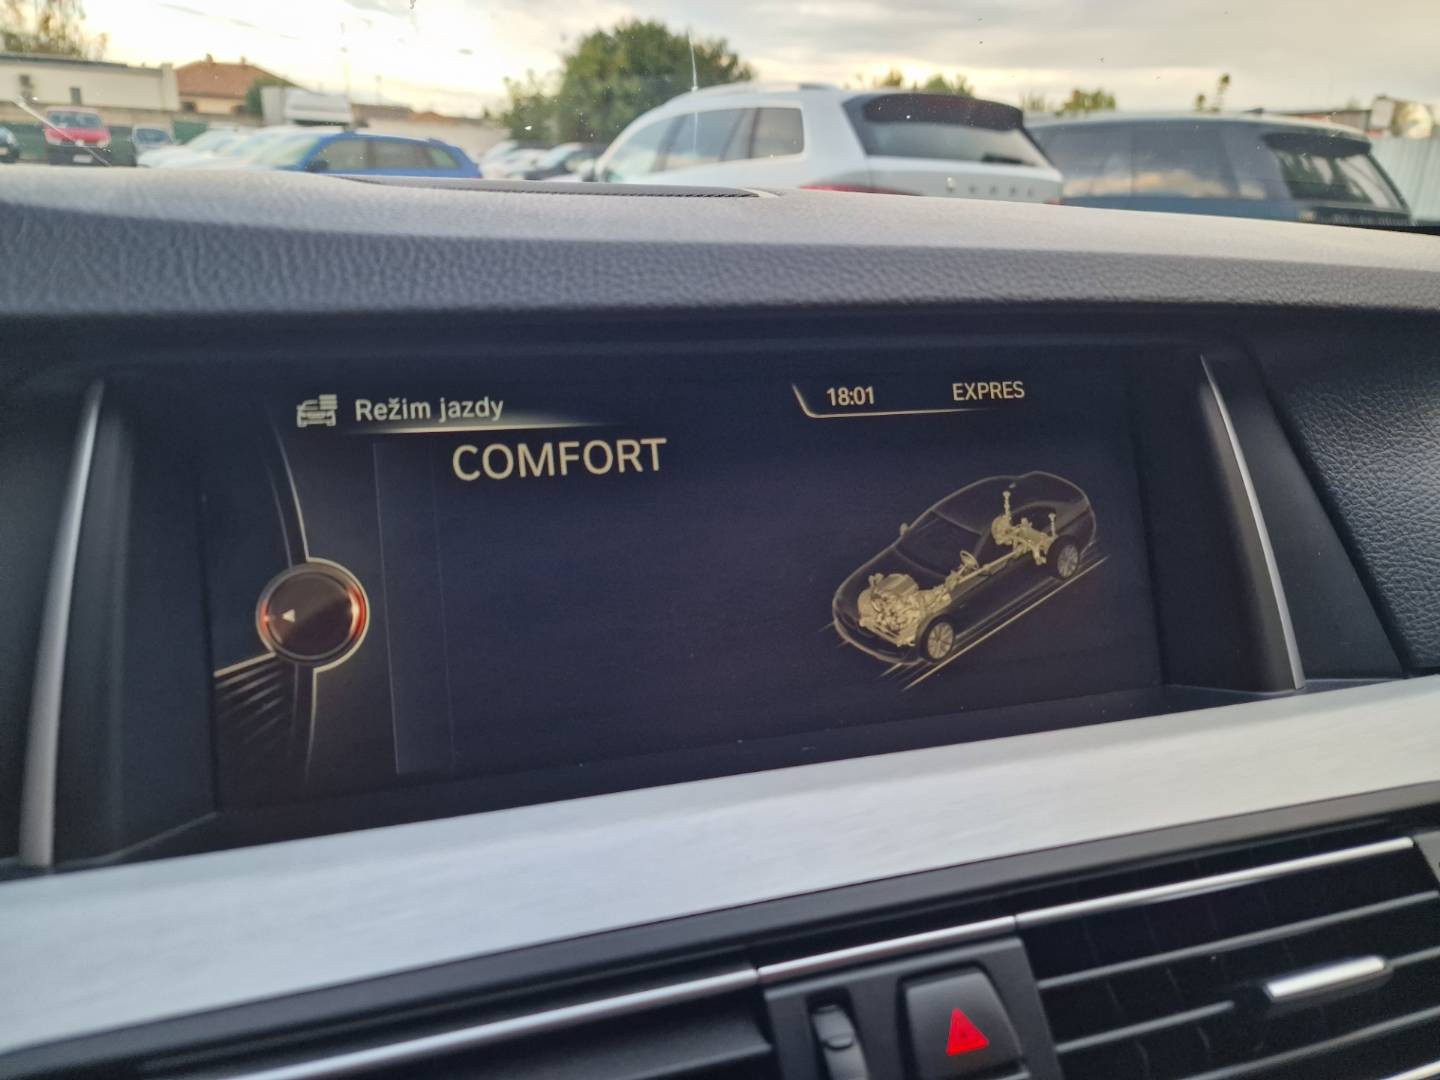 Režim jazdy
18:01
EXPRES
COMFORT